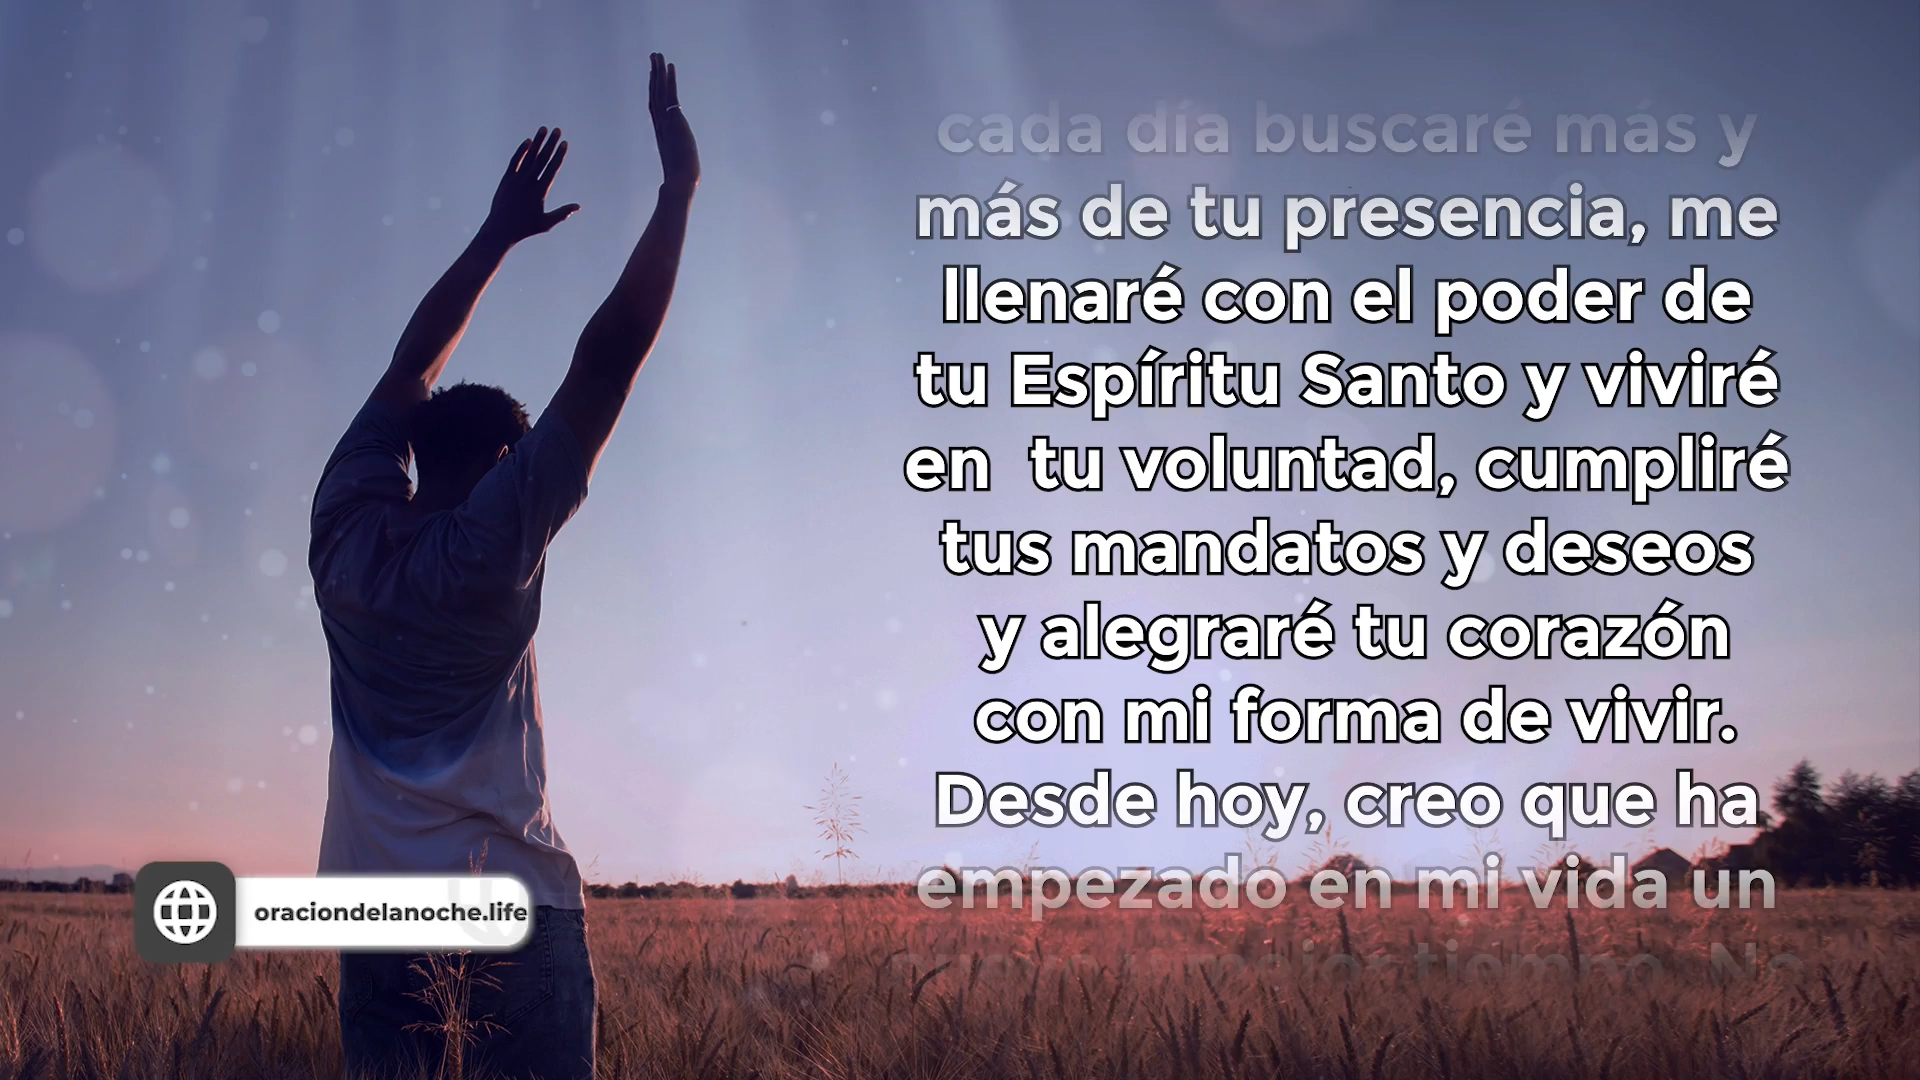 cada día buscaré más y
más de tu presencia, me
llenaré con el poder de
tu Espíritu Santo y viviré
en  tu voluntad, cumpliré
tus mandatos y deseos
y alegraré tu corazón
con mi forma de vivir.
Desde hoy, creo que ha
empezado en mi vida un
tiempo. No
oraciondelanoche.life